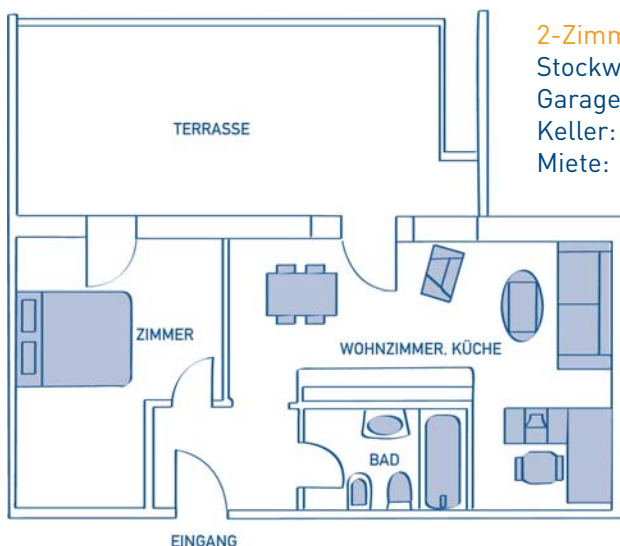 2-Zimm
Stockw
Garage
Keller:
Miete:
TERRASSE
ZIMMER
WOHNZIMMER, KÜCHE
BAD
EINGANG